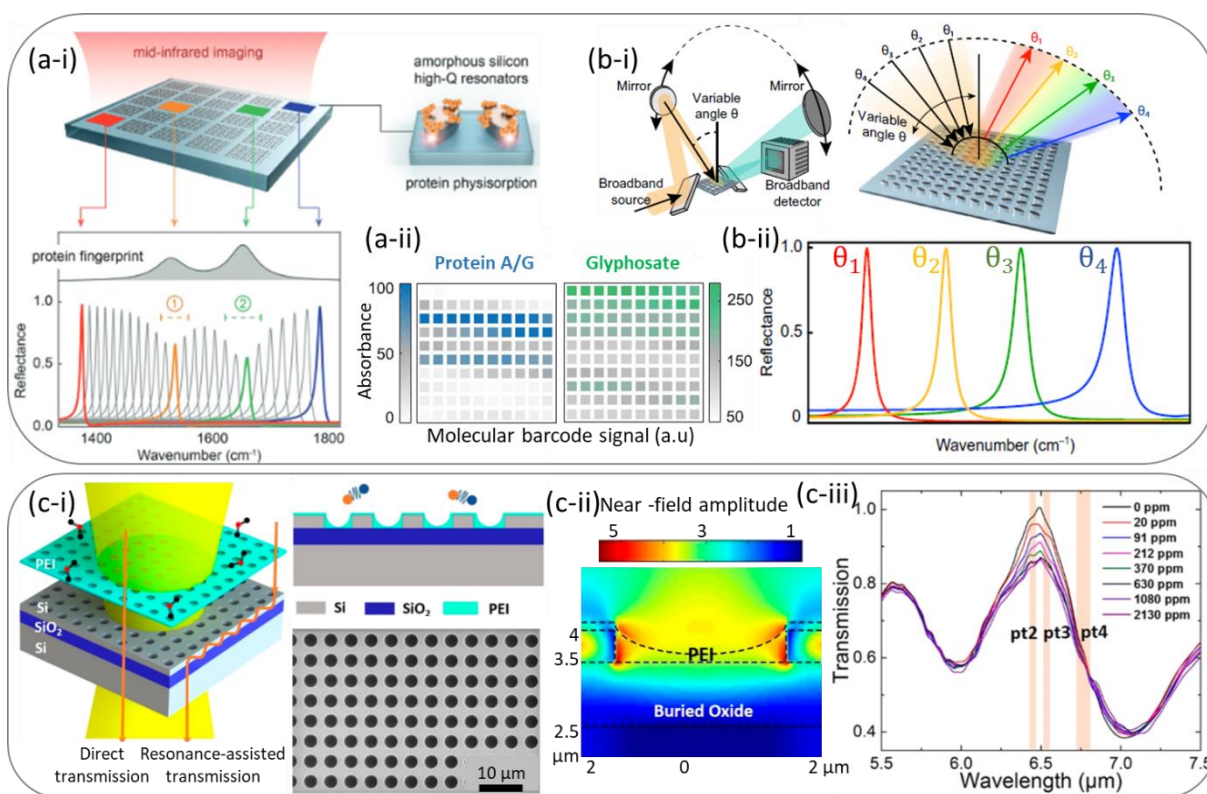 (a-i)
mid-infrared imaging
amorphous silicon
high-Q resonators
protein physisorption
protein fingerprint
1
2
1.0
0.5
0.0
Reflectance
1400
1600
1800
Wavenumber (cm⁻¹)
(a-ii)
Protein A/G
Glyphosate
100
50
0
Absorbance
250
150
50
Molecular barcode signal (a.u)
(b-i)
Mirror
Variable
angle θ
Mirror
Broadband
source
Broadband
detector
θ₄
θ₃
θ₂
θ₁
Variable
angle θ
θ₁
θ₂
θ₃
θ₄
(b-ii)
1.0
0.5
0
Reflectance
θ₁
θ₂
θ₃
θ₄
Wavenumber (cm⁻¹)
(c-i)
PEI
Si
SiO₂
Si
Direct
transmission
Resonance-assisted
transmission
Si
SiO₂
PEI
10 µm
(c-ii)
Near -field amplitude
5
3
1
4
3.5
2.5
µm
PEI
Buried Oxide
2
0
2 µm
(c-iii)
1.0
0.8
0.6
0.4
Transmission
0 ppm
20 ppm
91 ppm
212 ppm
370 ppm
630 ppm
1080 ppm
2130 ppm
pt2
pt3
pt4
5.5
6.0
6.5
7.0
7.5
Wavelength (µm)